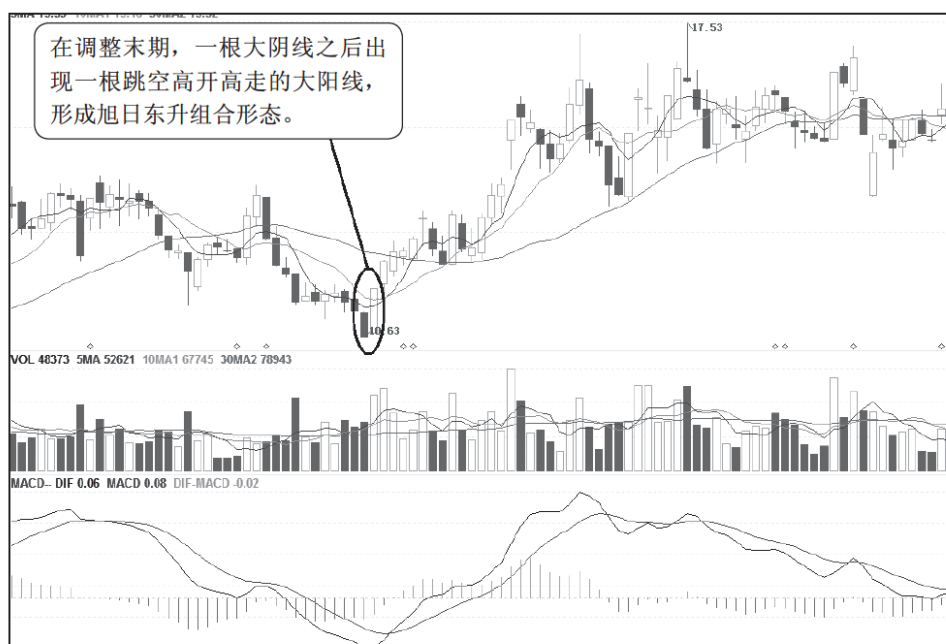 在调整末期，一根大阴线之后出
现一根跳空高开高走的大阳线，
形成旭日东升组合形态。
17.53
10.63
VOL 48373 5MA 52621 10MA1 67745 30MA2 78943
MACD-- DIF 0.06 MACD 0.08 DIF-MACD -0.02